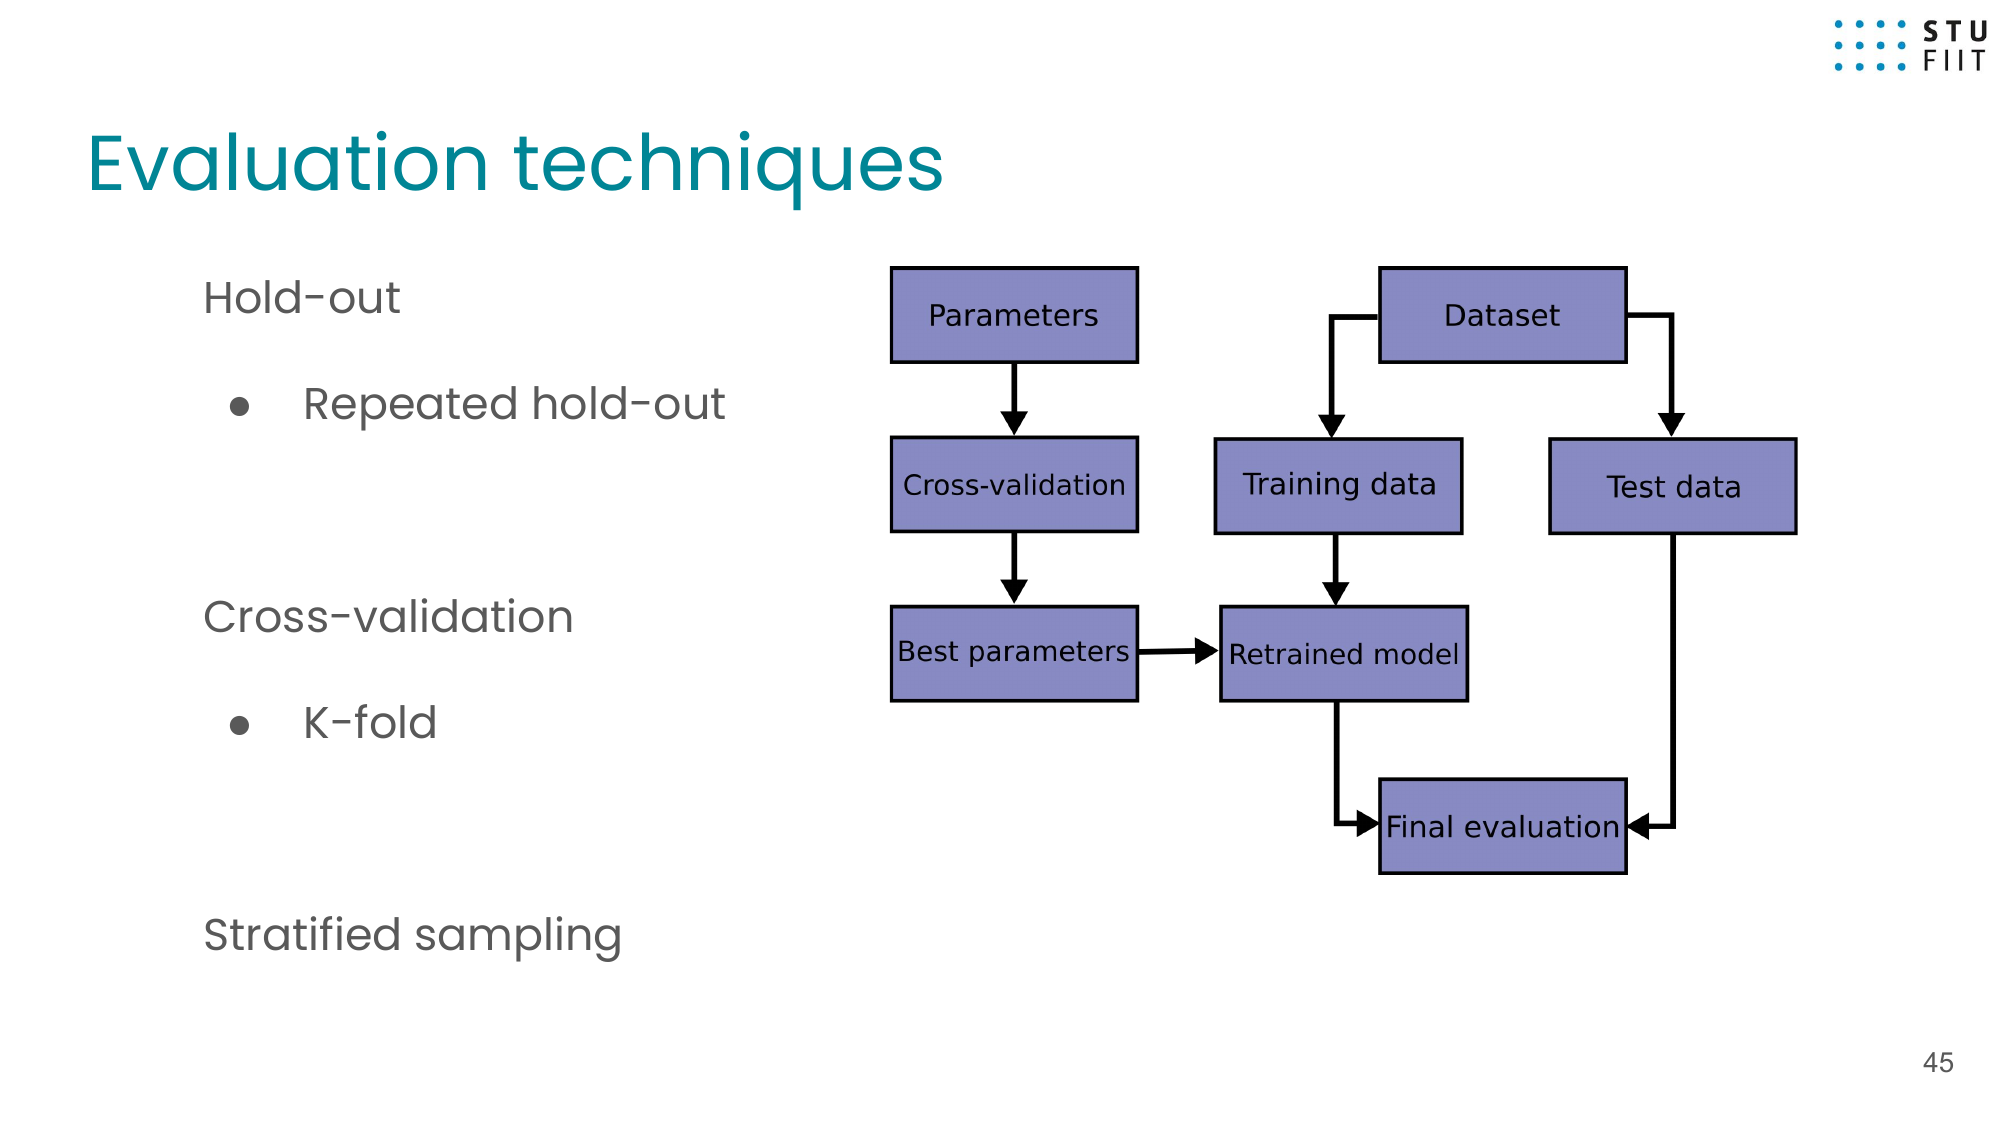 STU
FIIT
Evaluation techniques
Hold-out
● Repeated hold-out
Cross-validation
● K-fold
Stratified sampling
Parameters
Dataset
Cross-validation
Training data
Test data
Best parameters
Retrained model
Final evaluation
45